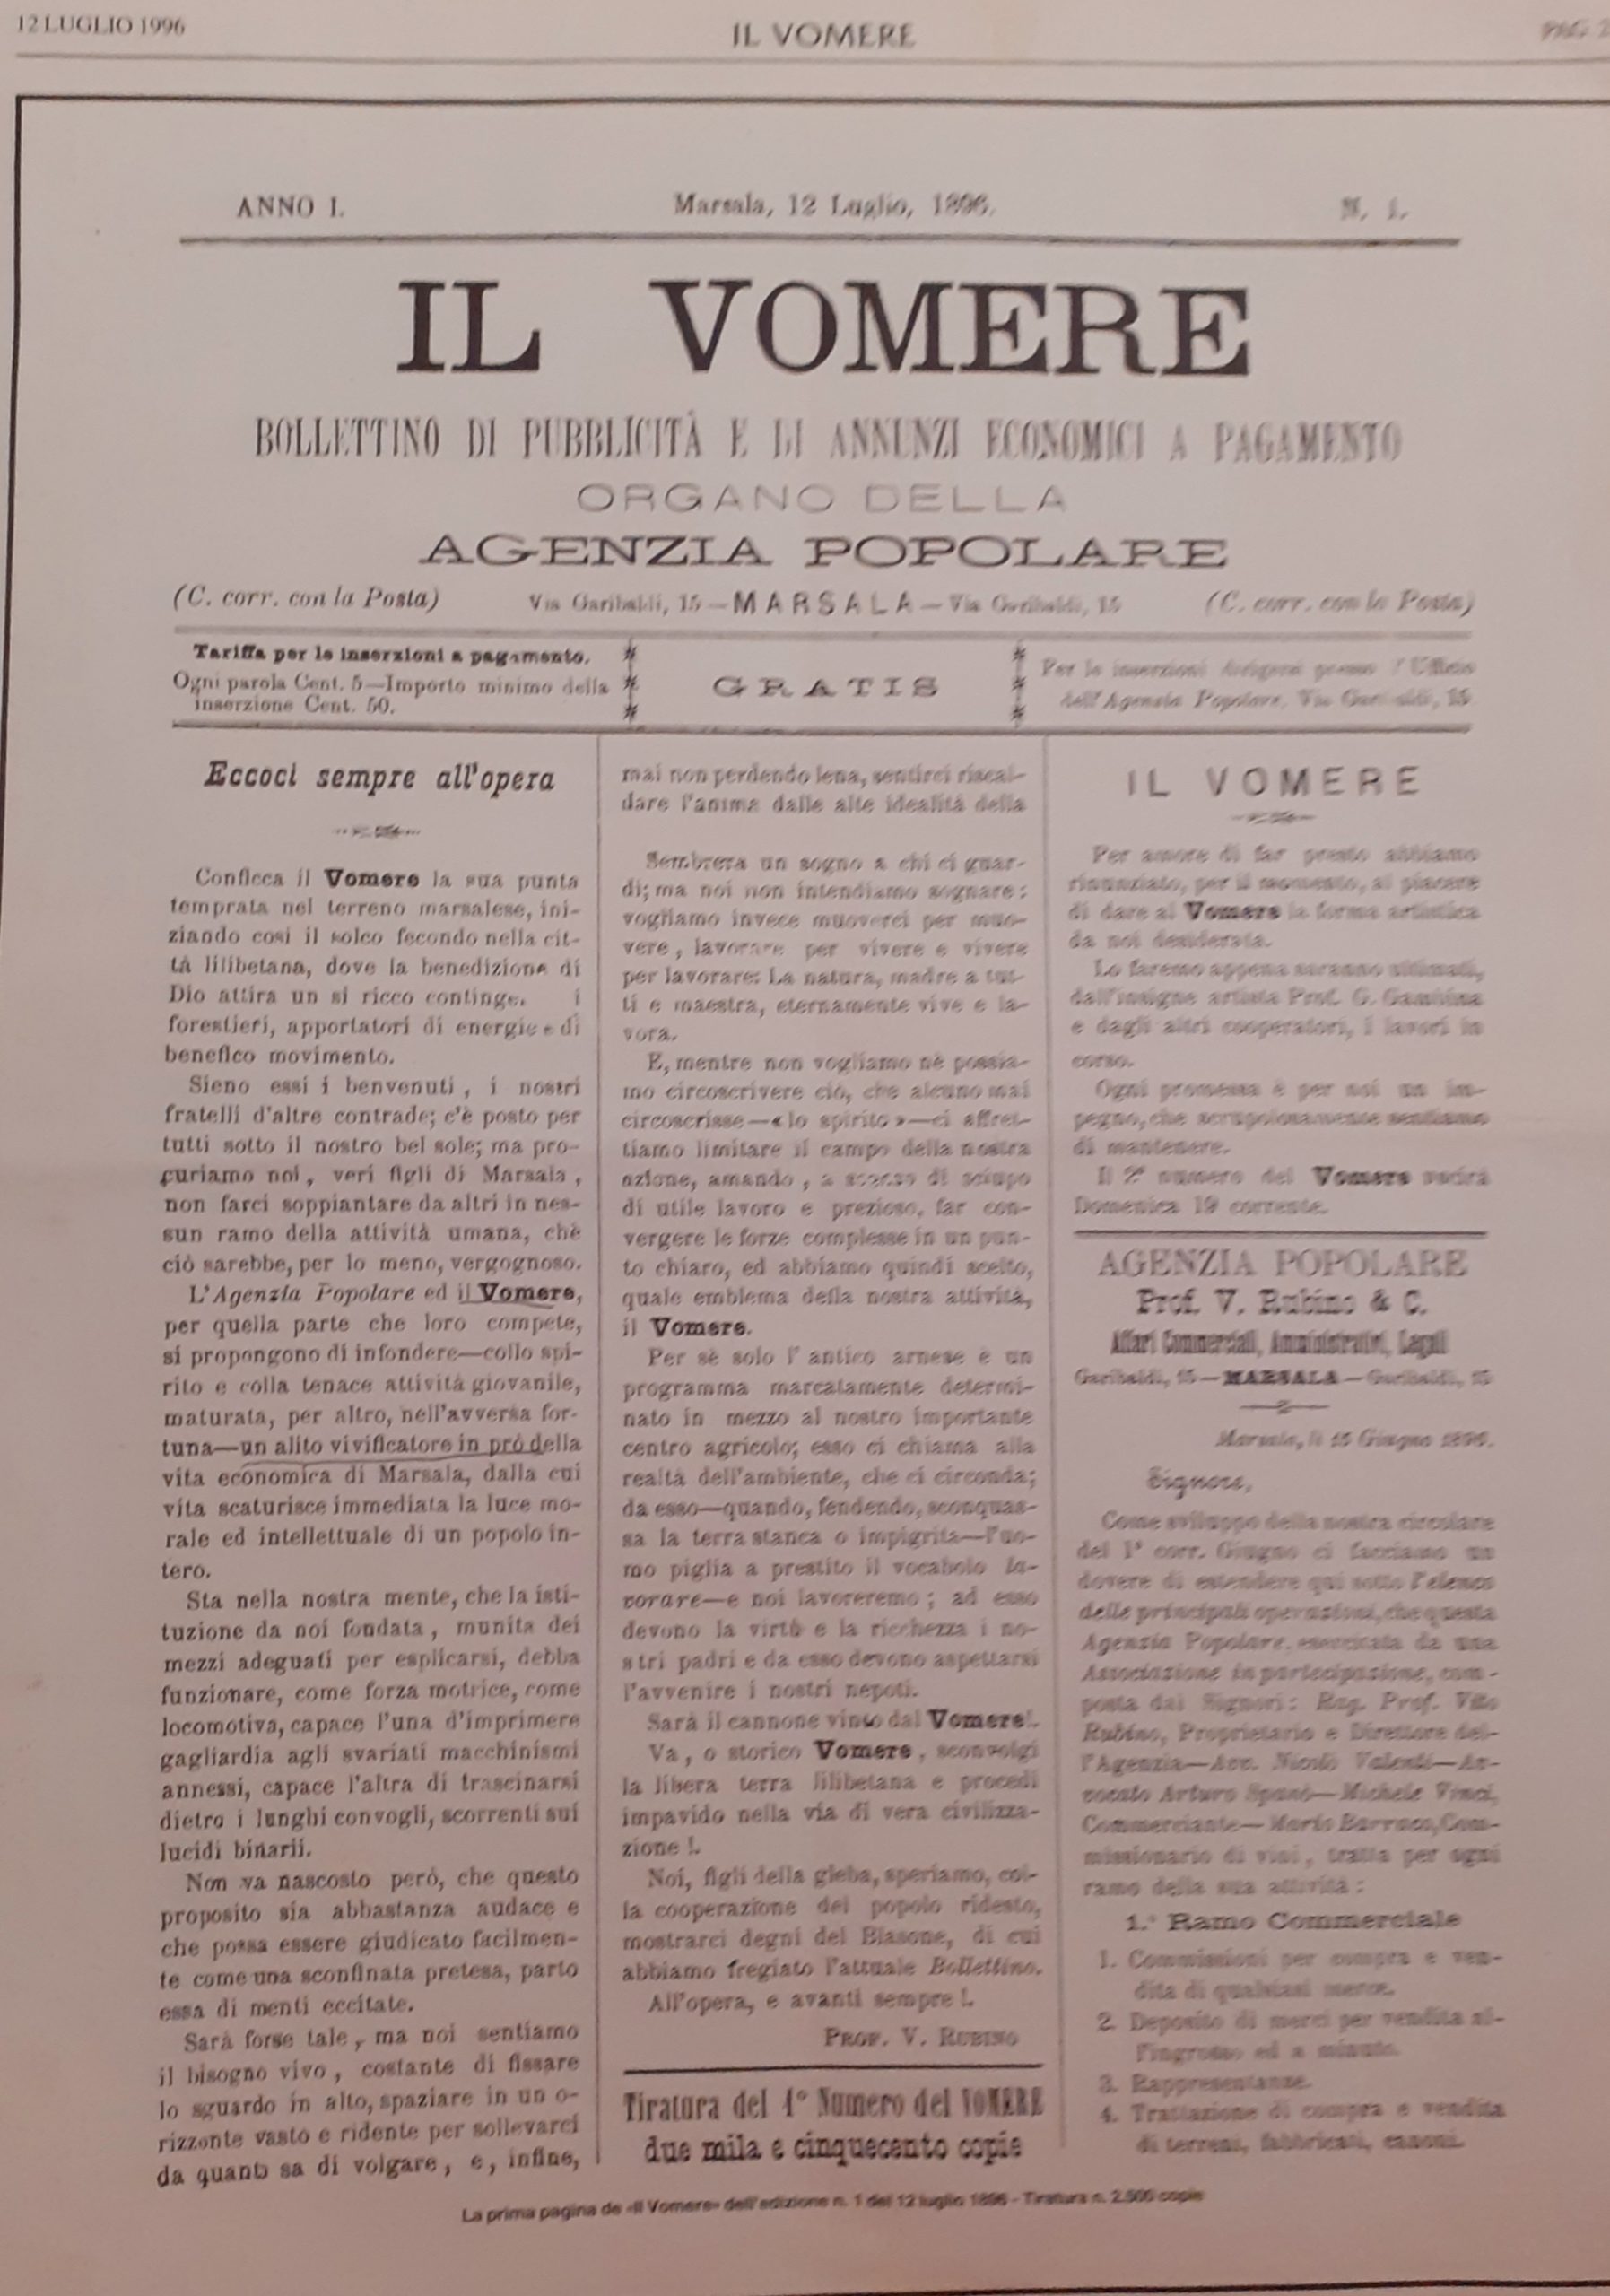 12 LUGLIO 1996
IL VOMERE
PAG. 2
ANNO I.
Marsala, 12 Luglio, 1896.
N. 1.
IL VOMERE
BOLLETTINO DI PUBBLICITÀ E DI ANNUNZI ECONOMICI A PAGAMENTO
ORGANO DELLA
AGENZIA POPOLARE
(C. corr. con la Posta)
Via Garibaldi, 15 — MARSALA — Via Garibaldi, 15
(C. corr. con la Posta)
Tariffa per le inserzioni a pagamento.
Ogni parola Cent. 5—Importo minimo della
inserzione Cent. 50.
GRATIS
Per le inserzioni dirigersi presso l'Ufficio
dell'Agenzia Popolare, Via Garibaldi, 15
Eccoci sempre all'opera
Conficca il Vomere la sua punta
temprata nel terreno marsalese, ini-
ziando così il solco fecondo nella cit-
tà lilibetana, dove la benedizione di
Dio attira un sì ricco continge. i
forestieri, apportatori di energie e di
benefico movimento.
Sieno essi i benvenuti, i nostri
fratelli d'altre contrade; c'è posto per
tutti sotto il nostro bel sole; ma pro-
curiamo noi, veri figli di Marsala,
non farci soppiantare da altri in nes-
sun ramo della attività umana, chè
ciò sarebbe, per lo meno, vergognoso.
L'Agenzia Popolare ed il Vomere,
per quella parte che loro compete,
si propongono di infondere—collo spi-
rito e colla tenace attività giovanile,
maturata, per altro, nell'avversa for-
tuna—un alito vivificatore in prò della
vita economica di Marsala, dalla cui
vita scaturisce immediata la luce mo-
rale ed intellettuale di un popolo in-
tero.
Sta nella nostra mente, che la isti-
tuzione da noi fondata, munita dei
mezzi adeguati per esplicarsi, debba
funzionare, come forza motrice, come
locomotiva, capace l'una d'imprimere
gagliardia agli svariati macchinismi
annessi, capace l'altra di trascinarsi
dietro i lunghi convogli, scorrenti sui
lucidi binarii.
Non va nascosto però, che questo
proposito sia abbastanza audace e
che possa essere giudicato facilmen-
te come una sconfinata pretesa, parto
essa di menti eccitate.
Sarà forse tale, ma noi sentiamo
il bisogno vivo, costante di fissare
lo sguardo in alto, spaziare in un o-
rizzonte vasto e ridente per sollevarci
da quanto sa di volgare, e, infine,
mai non perdendo lena, sentirci riscal-
dare l'anima dalle alte idealità della
Sembrerà un sogno a chi ci guar-
di; ma noi non intendiamo sognare:
vogliamo invece muoverci per muo-
vere, lavorare per vivere e vivere
per lavorare: La natura, madre a tut-
ti e maestra, eternamente vive e la-
vora.
E, mentre non vogliamo nè possia-
mo circoscrivere ciò, che alcuno mai
circoscrisse—«lo spirito»—ci affret-
tiamo limitare il campo della nostra
azione, amando, a scanso di sciupo
di utile lavoro e prezioso, far con-
vergere le forze complesse in un pun-
to chiaro, ed abbiamo quindi scelto,
quale emblema della nostra attività,
il Vomere.
Per sè solo l'antico arnese è un
programma marcatamente determi-
nato in mezzo al nostro importante
centro agricolo; esso ci chiama alla
realtà dell'ambiente, che ci circonda;
da esso—quando, fendendo, sconquas-
sa la terra stanca o impigrita—l'uo-
mo piglia a prestito il vocabolo la-
vorare—e noi lavoreremo; ad esso
devono la virtù e la ricchezza i no-
stri padri e da esso devono aspettarsi
l'avvenire i nostri nepoti.
Sarà il cannone vinto dal Vomere!.
Va, o storico Vomere, sconvolgi
la libera terra lilibetana e procedi
impavido nella via di vera civilizza-
zione!.
Noi, figli della gleba, speriamo, col-
la cooperazione del popolo ridesto,
mostrarci degni del Blasone, di cui
abbiamo fregiato l'attuale Bollettino.
All'opera, e avanti sempre!.
PROF. V. RUBINO
Tiratura del 1° Numero del VOMERE
due mila e cinquecento copie
IL VOMERE
Per amore di far presto abbiamo
rinunziato, per il momento, al piacere
di dare al Vomere la forma artistica
da noi desiderata.
Lo faremo appena saranno ultimati,
dall'insigne artista Prof. G. Gambina
e dagli altri cooperatori, i lavori in
corso.
Ogni promessa è per noi un im-
pegno, che scrupolosamente sentiamo
di mantenere.
Il 2° numero del Vomere uscirà
Domenica 19 corrente.
AGENZIA POPOLARE
Prof. V. Rubino & C.
Affari Commerciali, Amministrativi, Legali
Garibaldi, 15 — MARSALA — Garibaldi, 15
Marsala, li 15 Giugno 1896.
Signore,
Come sviluppo della nostra circolare
del 1° corr. Giugno ci facciamo un
dovere di estendere qui sotto l'elenco
delle principali operazioni, che questa
Agenzia Popolare, esercitata da una
Associazione in partecipazione, com-
posta dai Signori: Rag. Prof. Vito
Rubino, Proprietario e Direttore del-
l'Agenzia—Avv. Nicolò Valenti—Av-
vocato Arturo Spanò—Michele Vinci,
Commerciante—Mario Barraco, Com-
missionario di vini, tratta per ogni
ramo della sua attività:
1.° Ramo Commerciale
1. Commissioni per compra e ven-
dita di qualsiasi merce.
2. Deposito di merci per vendita al-
l'ingrosso ed a minuto.
3. Rappresentanze.
4. Trattazione di compra e vendita
di terreni, fabbricati, canoni.
La prima pagina de «Il Vomere» dell'edizione n. 1 del 12 luglio 1896 - Tiratura n. 2.500 copie